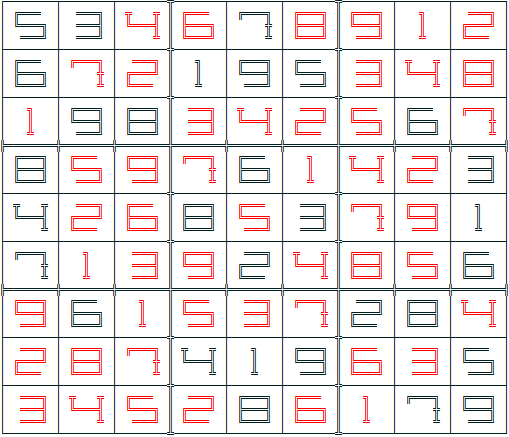 5 3 4 6 7 8 9 1 2
6 7 2 1 9 5 3 4 8
1 9 8 3 4 2 5 6 7
8 5 9 7 6 1 4 2 3
4 2 6 8 5 3 7 9 1
7 1 3 9 2 4 8 5 6
9 6 1 5 3 7 2 8 4
2 8 7 4 1 9 6 3 5
3 4 5 2 8 6 1 7 9